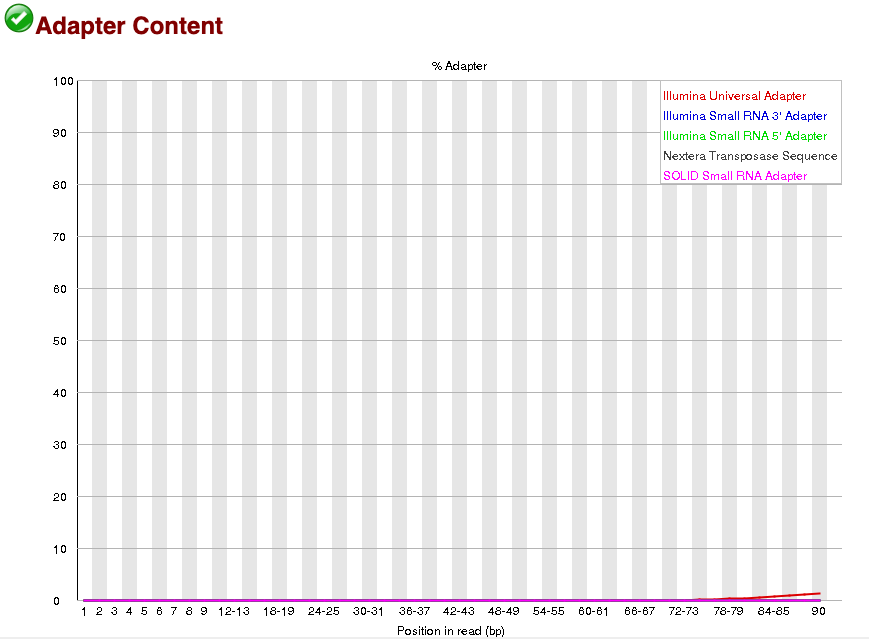 Adapter Content
% Adapter
100
90
80
70
60
50
40
30
20
10
0
Illumina Universal Adapter
Illumina Small RNA 3' Adapter
Illumina Small RNA 5' Adapter
Nextera Transposase Sequence
SOLID Small RNA Adapter
1 2 3 4 5 6 7 8 9 12-13 18-19 24-25 30-31 36-37 42-43 48-49 54-55 60-61 66-67 72-73 78-79 84-85 90
Position in read (bp)